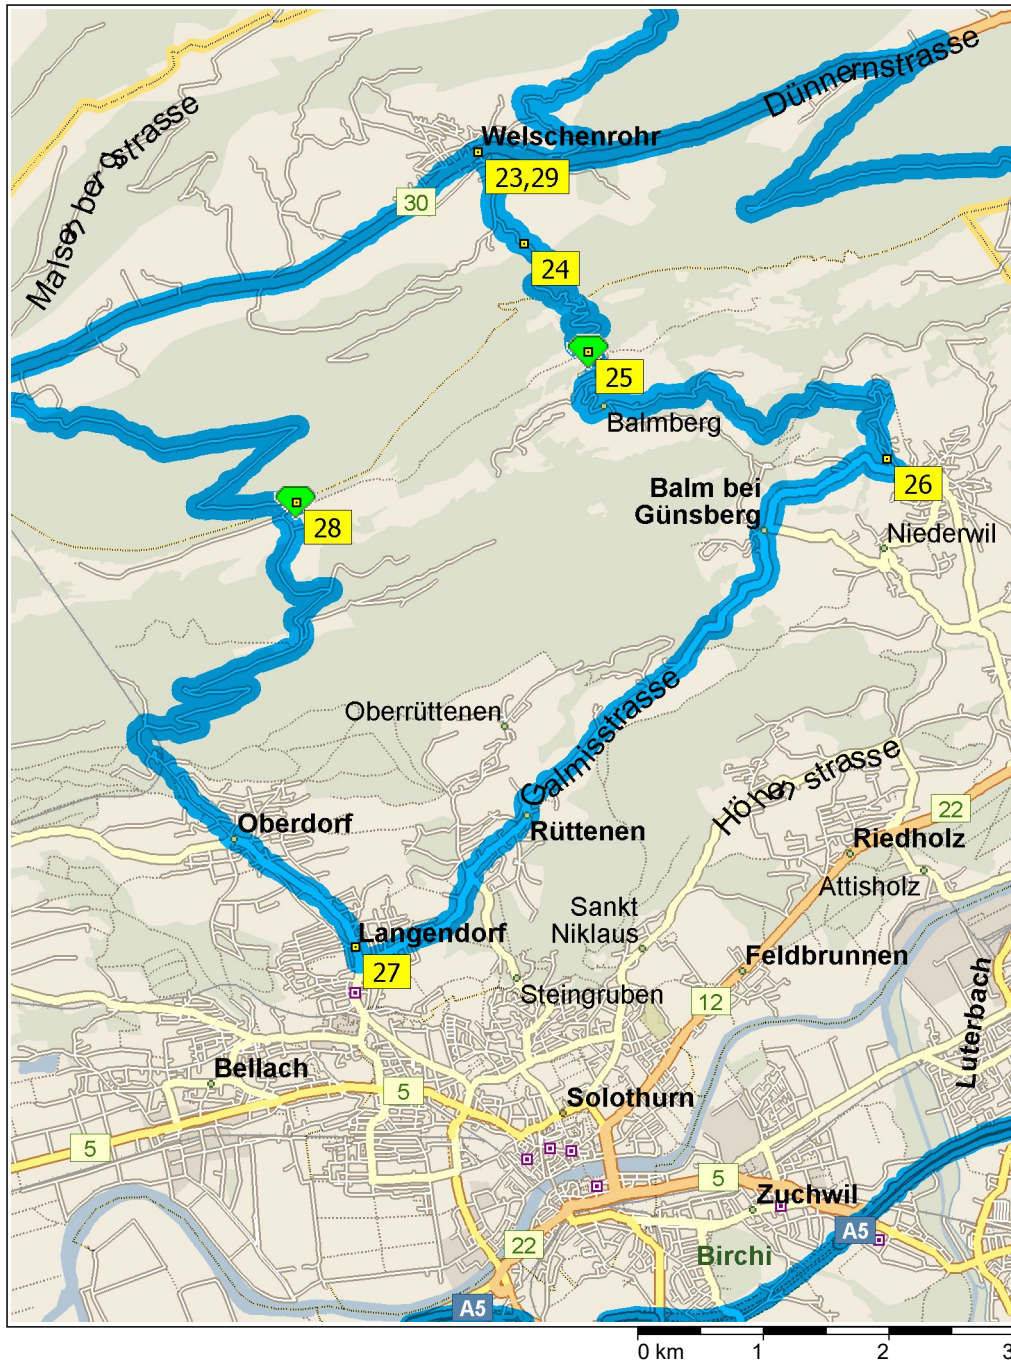 Dünnernstrasse
Malsenbergstrasse
Welschenrohr
23,29
30
24
25
Balmberg
26
Balm bei
Günsberg
Niederwil
28
Galmisstrasse
Oberrüttenen
Höhenstrasse
22
Oberdorf
Rüttenen
Riedholz
Attisholz
Sankt
Niklaus
Langendorf
27
Feldbrunnen
Steingruben
12
Luterbach
Bellach
5
Solothurn
5
5
Zuchwil
A5
22
Birchi
A5
0 km 1 2 3